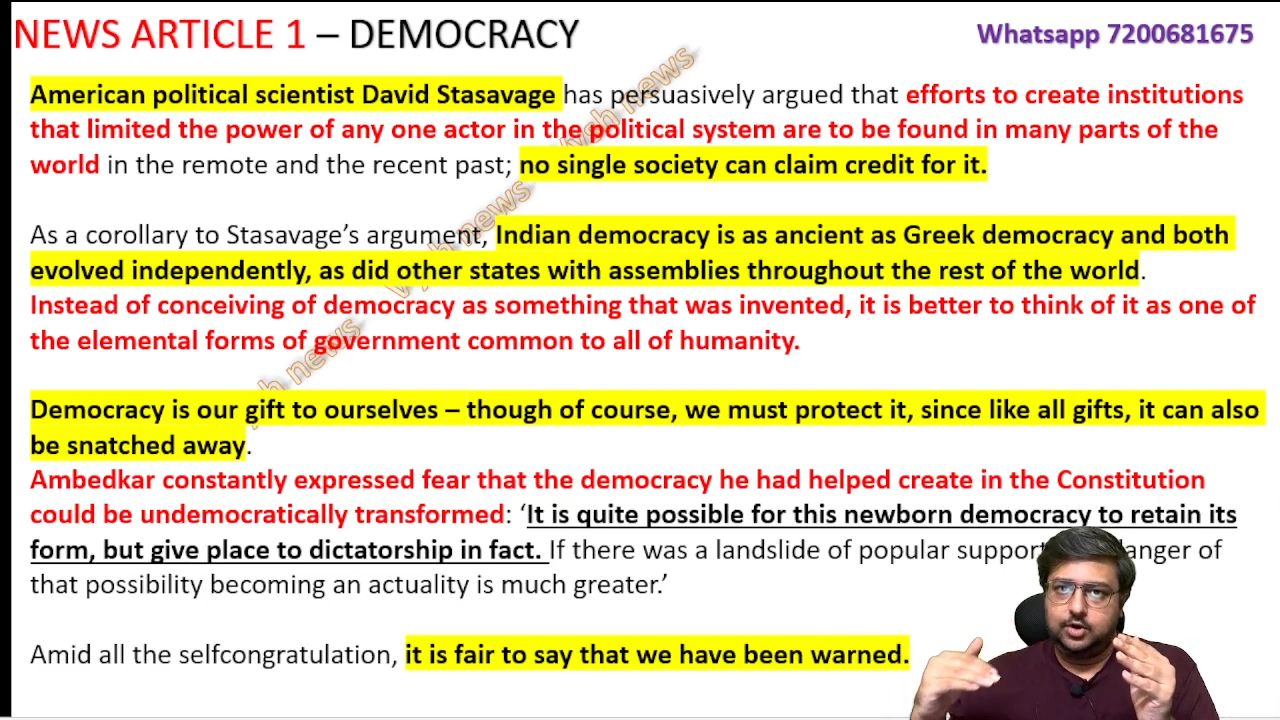 NEWS ARTICLE 1 – DEMOCRACY
Whatsapp 7200681675
American political scientist David Stasavage has persuasively argued that efforts to create institutions
that limited the power of any one actor in the political system are to be found in many parts of the
world in the remote and the recent past; no single society can claim credit for it.
As a corollary to Stasavage’s argument, Indian democracy is as ancient as Greek democracy and both
evolved independently, as did other states with assemblies throughout the rest of the world.
Instead of conceiving of democracy as something that was invented, it is better to think of it as one of
the elemental forms of government common to all of humanity.
Democracy is our gift to ourselves – though of course, we must protect it, since like all gifts, it can also
be snatched away.
Ambedkar constantly expressed fear that the democracy he had helped create in the Constitution
could be undemocratically transformed: ‘It is quite possible for this newborn democracy to retain its
form, but give place to dictatorship in fact. If there was a landslide of popular support danger of
that possibility becoming an actuality is much greater.’
Amid all the selfcongratulation, it is fair to say that we have been warned.